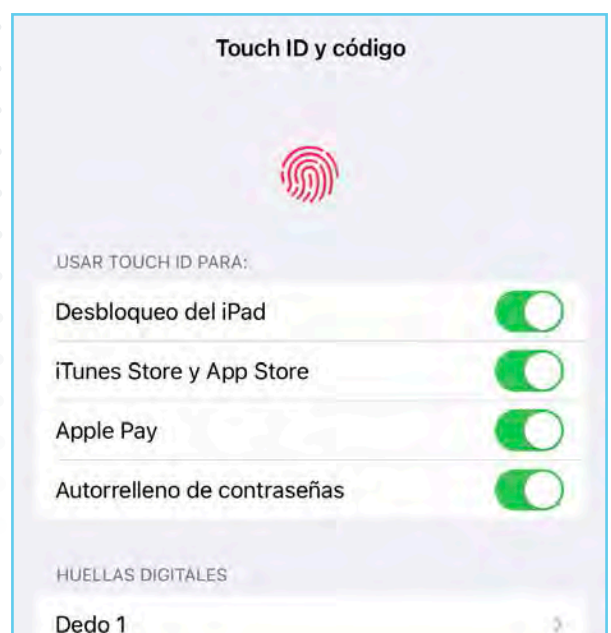 Touch ID y código
USAR TOUCH ID PARA:
Desbloqueo del iPad
iTunes Store y App Store
Apple Pay
Autorrelleno de contraseñas
HUELLAS DIGITALES
Dedo 1